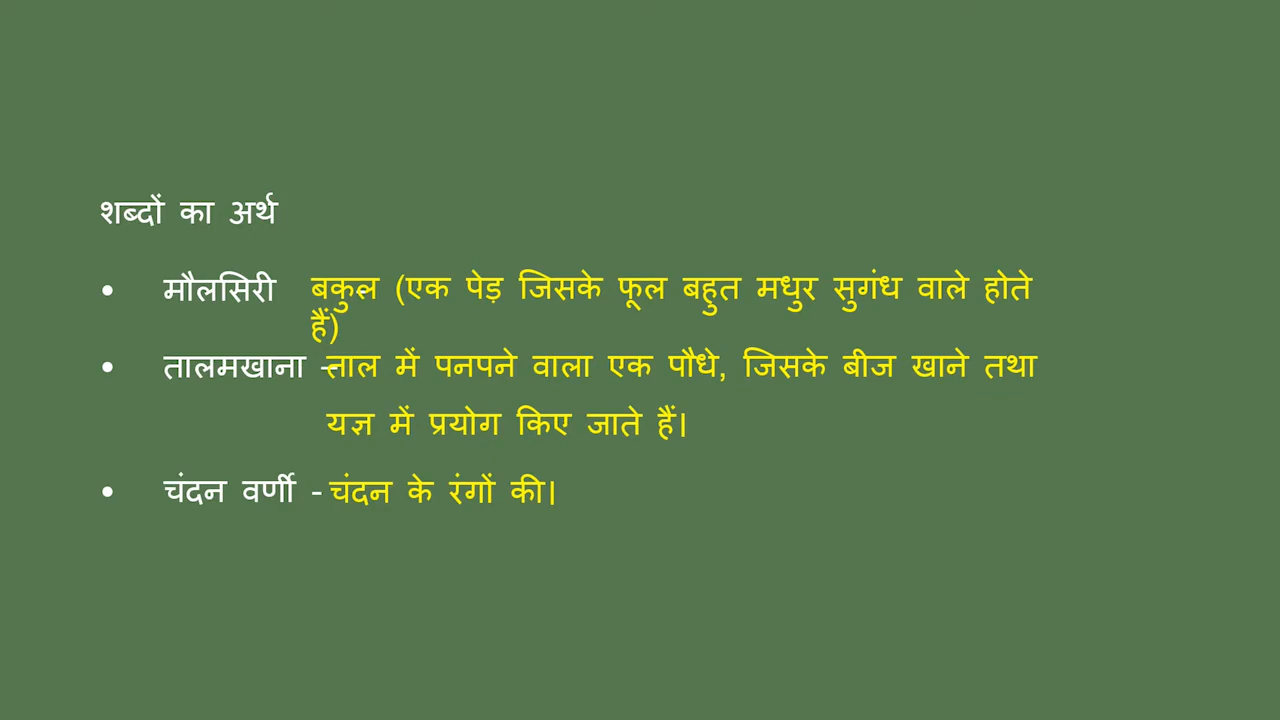 शब्दों का अर्थ
• मौलसिरी - बकुल (एक पेड़ जिसके फूल बहुत मधुर सुगंध वाले होते
हैं)
• तालमखाना - ताल में पनपने वाला एक पौधे, जिसके बीज खाने तथा
यज्ञ में प्रयोग किए जाते हैं।
• चंदन वर्णी - चंदन के रंगों की।